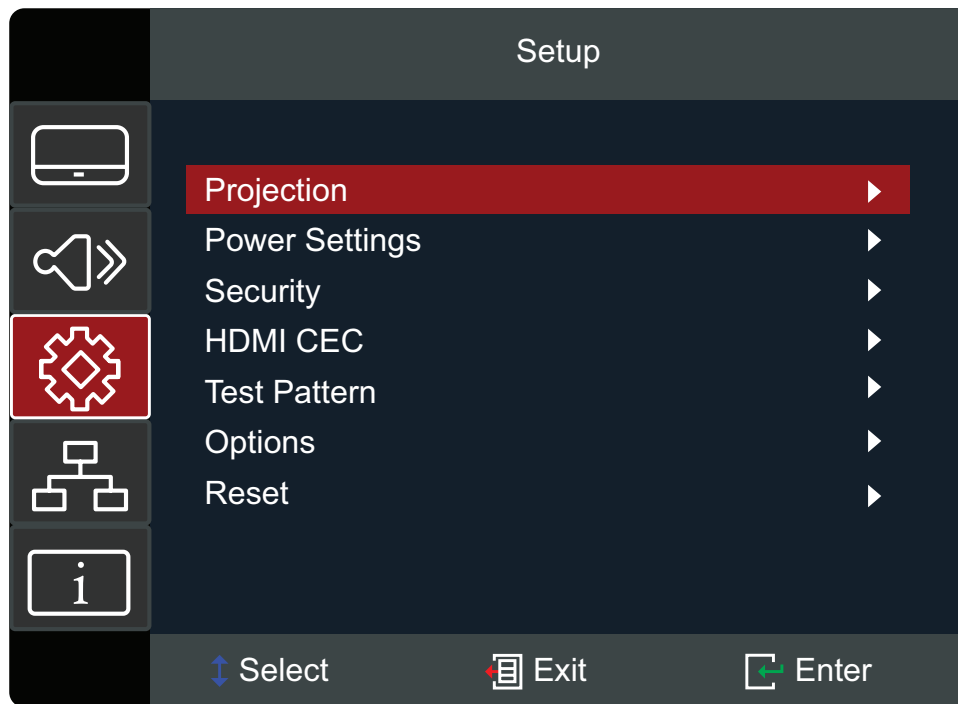 Setup
Projection
Power Settings
Security
HDMI CEC
Test Pattern
Options
Reset
i
Select Exit Enter